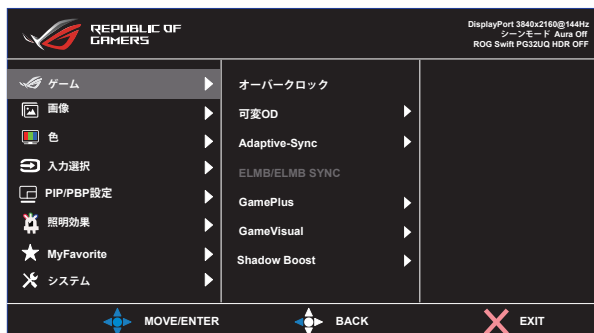 REPUBLIC OF
GAMERS
DisplayPort 3840x2160@144Hz
シーンモード Aura Off
ROG Swift PG32UQ HDR OFF
ゲーム
画像
色
入力選択
PIP/PBP設定
照明効果
MyFavorite
システム
オーバークロック
可変OD
Adaptive-Sync
ELMB/ELMB SYNC
GamePlus
GameVisual
Shadow Boost
MOVE/ENTER
BACK
EXIT